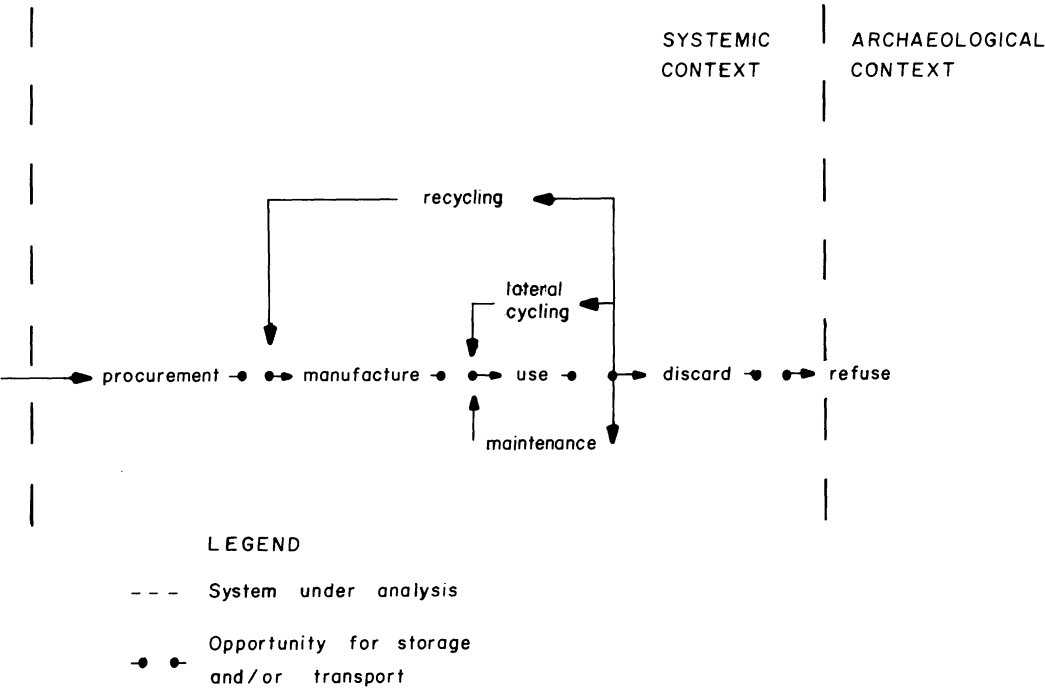 SYSTEMIC
CONTEXT
ARCHAEOLOGICAL
CONTEXT
recycling
lateral
cycling
procurement
manufacture
use
discard
refuse
maintenance
LEGEND
System under analysis
Opportunity for storage
and/or transport